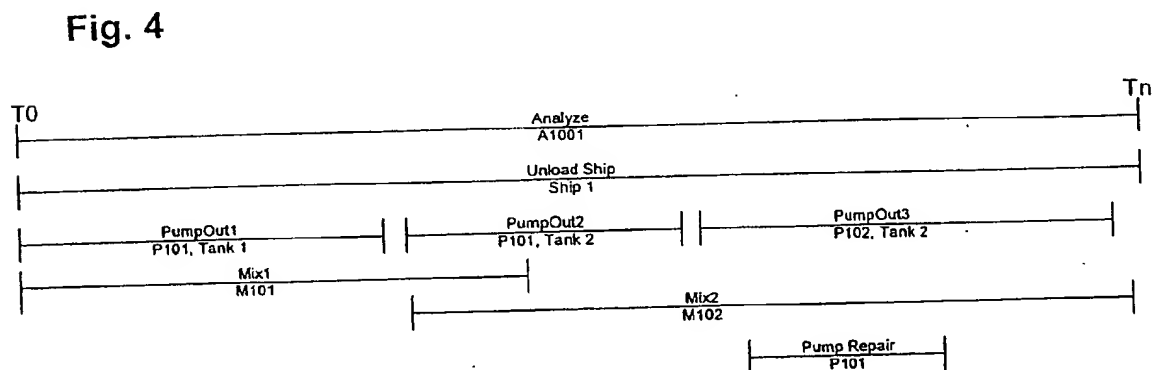 Fig. 4
T0
Tn
Analyze
A1001
Unload Ship
Ship 1
PumpOut1
P101, Tank 1
PumpOut2
P101, Tank 2
PumpOut3
P102, Tank 2
Mix1
M101
Mix2
M102
Pump Repair
P101